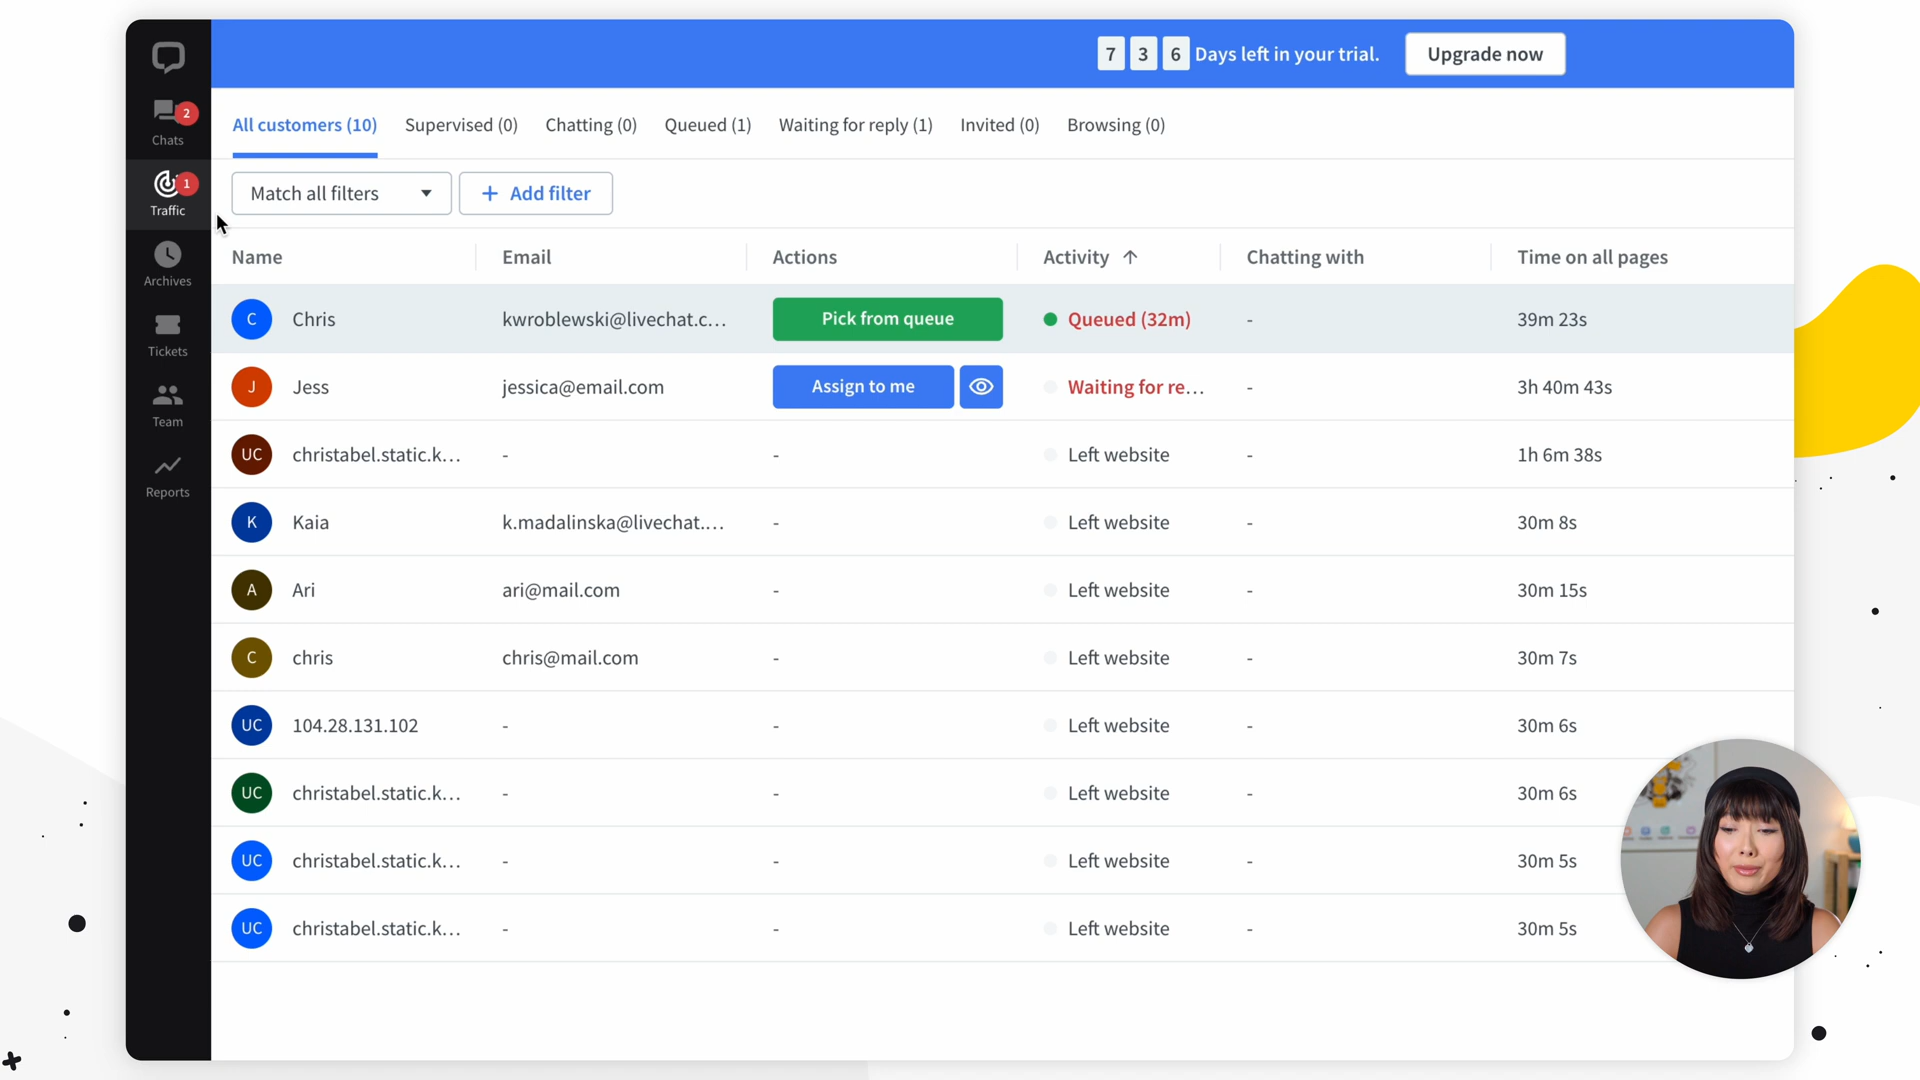 7 3 6 Days left in your trial. Upgrade now
2
Chats
1
Traffic
Archives
Tickets
Team
Reports
All customers (10) Supervised (0) Chatting (0) Queued (1) Waiting for reply (1) Invited (0) Browsing (0)
Match all filters + Add filter
Name Email Actions Activity Chatting with Time on all pages
C Chris kwroblewski@livechat.c... Pick from queue Queued (32m) - 39m 23s
J Jess jessica@email.com Assign to me Waiting for re... - 3h 40m 43s
UC christabel.static.k... - - Left website - 1h 6m 38s
K Kaia k.madalinska@livechat.... - Left website - 30m 8s
A Ari ari@mail.com - Left website - 30m 15s
C chris chris@mail.com - Left website - 30m 7s
UC 104.28.131.102 - - Left website - 30m 6s
UC christabel.static.k... - - Left website - 30m 6s
UC christabel.static.k... - - Left website - 30m 5s
UC christabel.static.k... - - Left website - 30m 5s